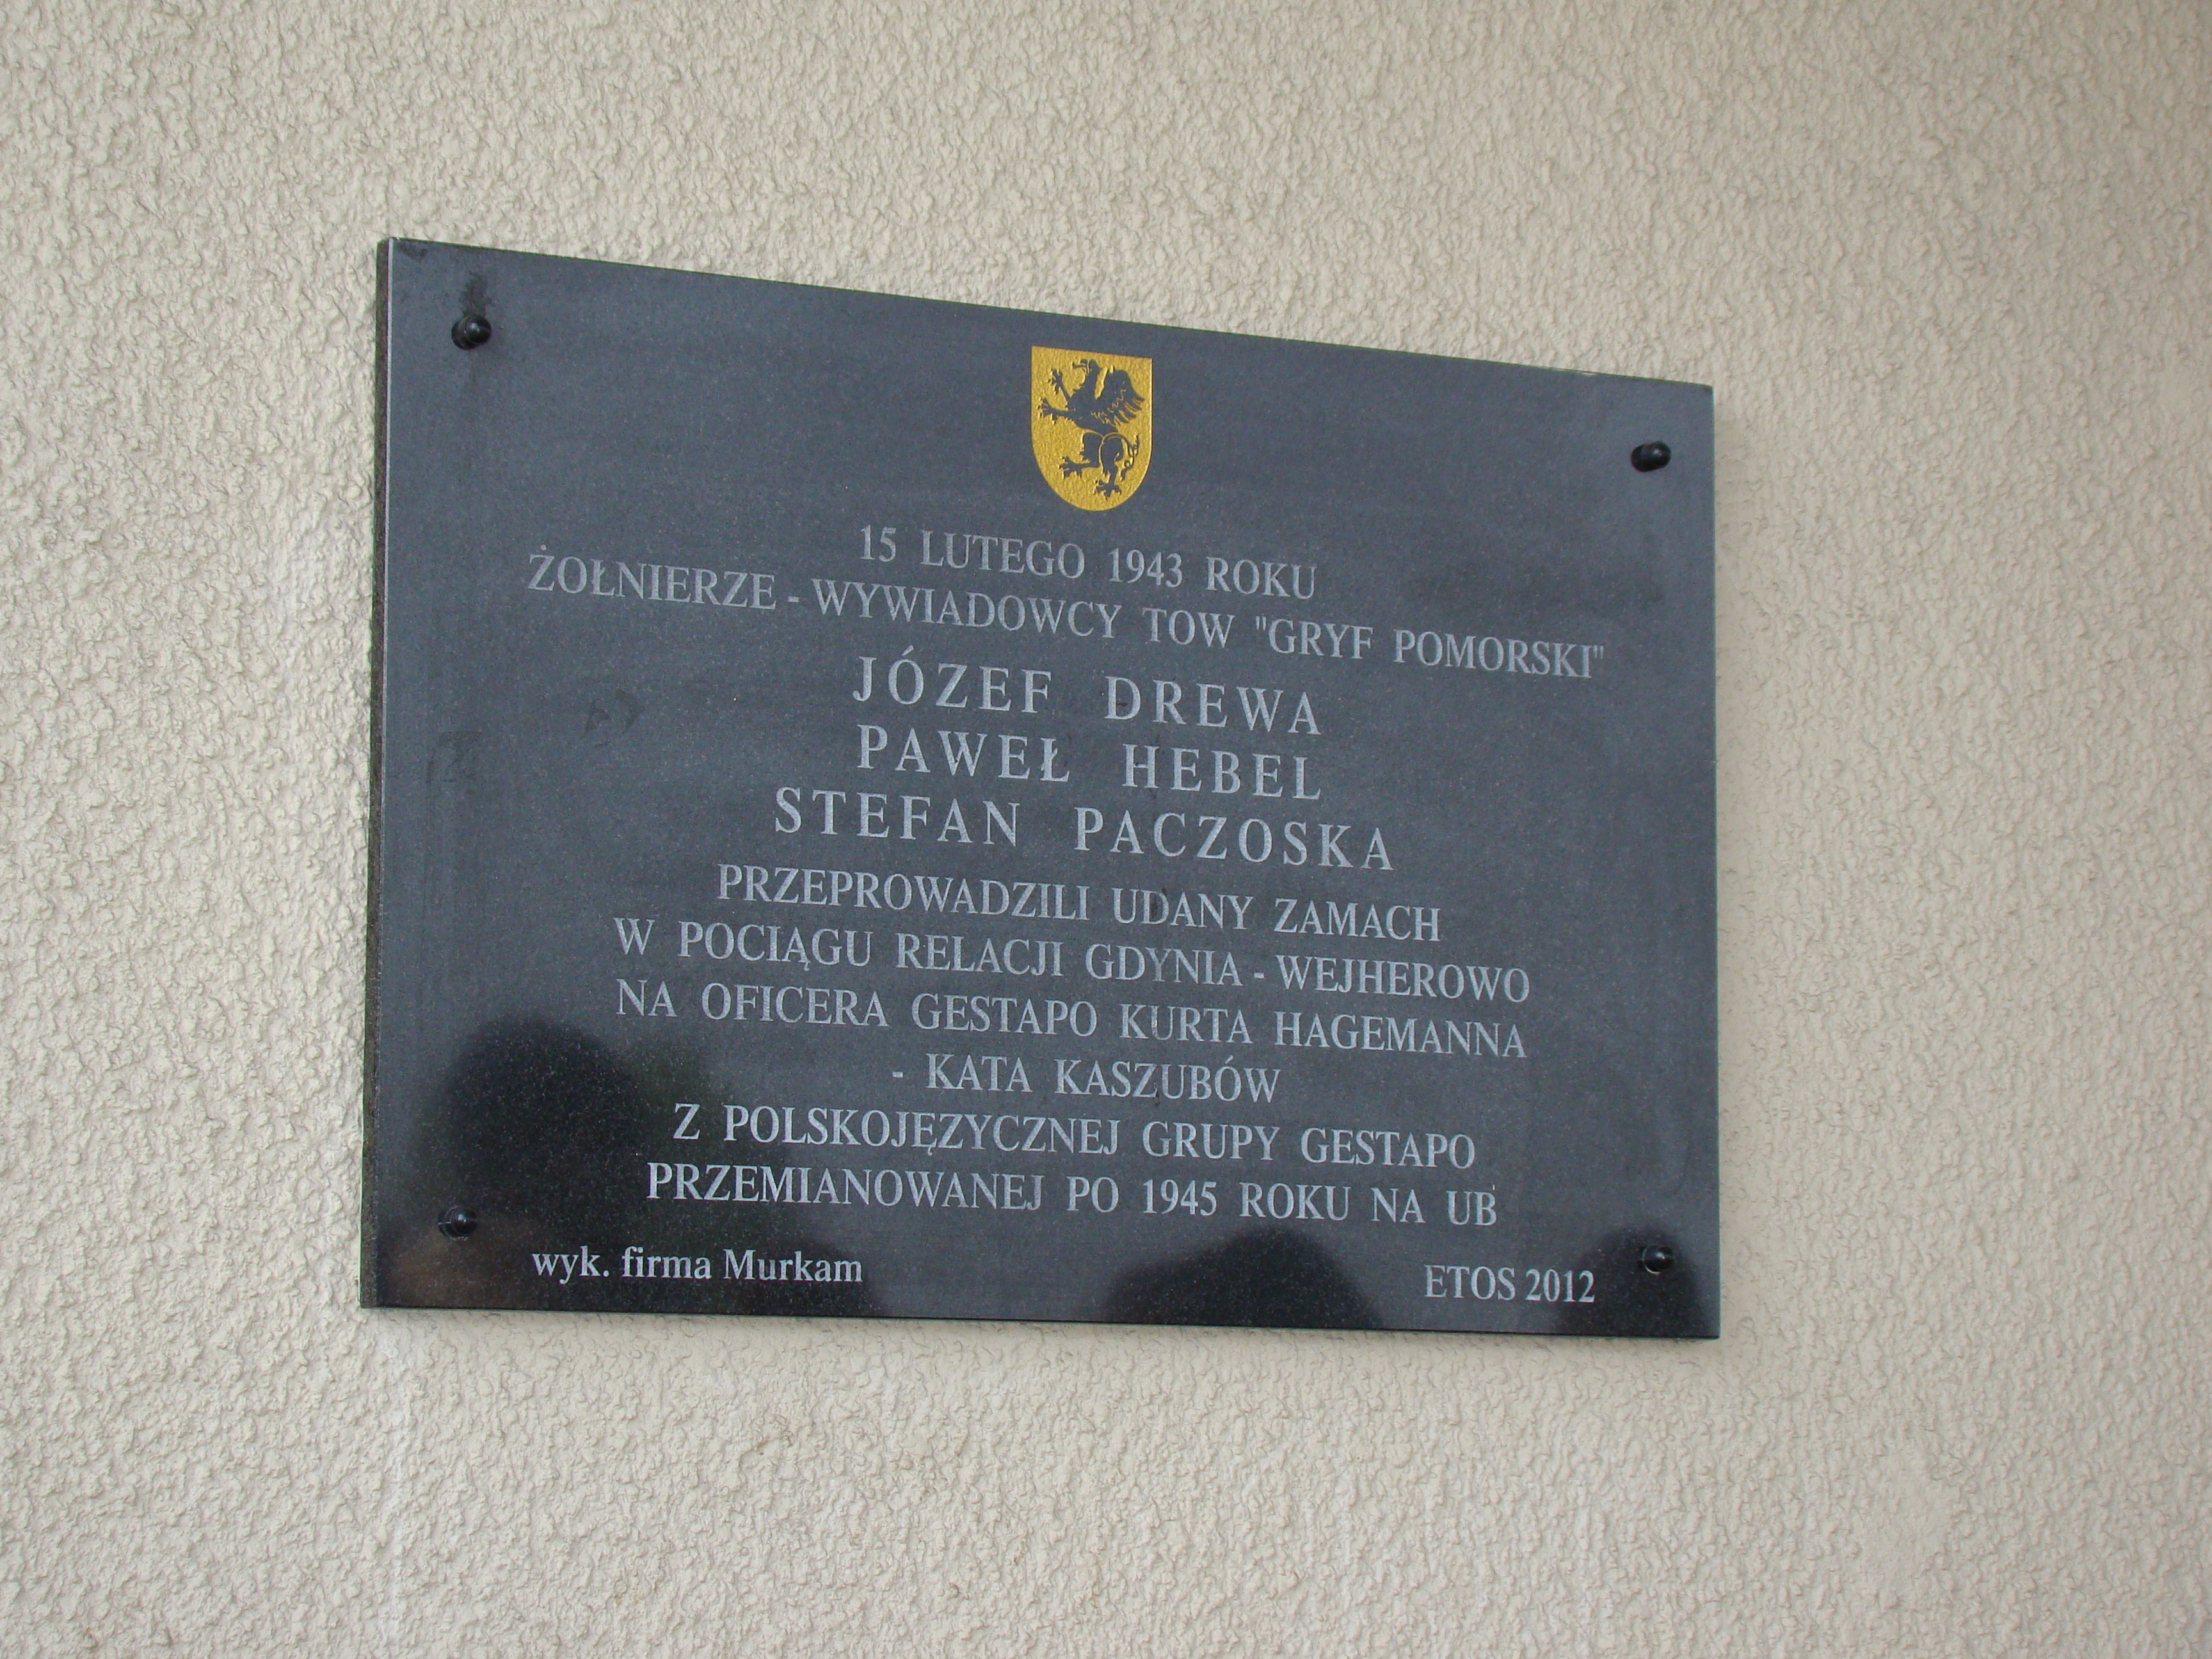 15 LUTEGO 1943 ROKU
ŻOŁNIERZE - WYWIADOWCY TOW "GRYF POMORSKI"
JÓZEF DREWA
PAWEŁ HEBEL
STEFAN PACZOSKA
PRZEPROWADZILI UDANY ZAMACH
W POCIĄGU RELACJI GDYNIA - WEJHEROWO
NA OFICERA GESTAPO KURTA HAGEMANNA
- KATA KASZUBÓW
Z POLSKOJĘZYCZNEJ GRUPY GESTAPO
PRZEMIANOWANEJ PO 1945 ROKU NA UB
wyk. firma Murkam
ETOS 2012